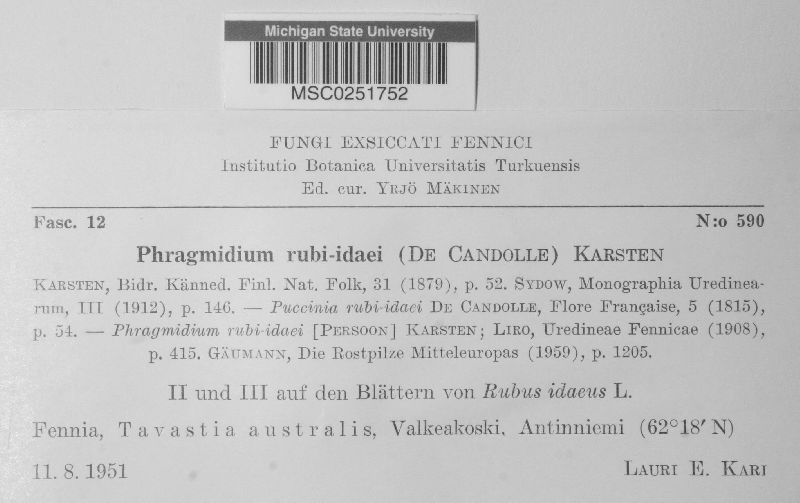 Michigan State University
MSC0251752
FUNGI EXSICCATI FENNICI
Institutio Botanica Universitatis Turkuensis
Ed. cur. YRJÖ MÄKINEN
Fasc. 12 N:o 590
Phragmidium rubi-idaei (DE CANDOLLE) KARSTEN
KARSTEN, Bidr. Känned. Finl. Nat. Folk, 31 (1879), p. 52. SYDOW, Monographia Uredinea-
rum, III (1912), p. 146. — Puccinia rubi-idaei DE CANDOLLE, Flore Française, 5 (1815),
p. 54. — Phragmidium rubi-idaei [PERSOON] KARSTEN; LIRO, Uredineae Fennicae (1908),
p. 415. GÄUMANN, Die Rostpilze Mitteleuropas (1959), p. 1205.
II und III auf den Blättern von Rubus idaeus L.
Fennia, Tavastia australis, Valkeakoski, Antinniemi (62°18′ N)
11. 8. 1951 LAURI E. KARI